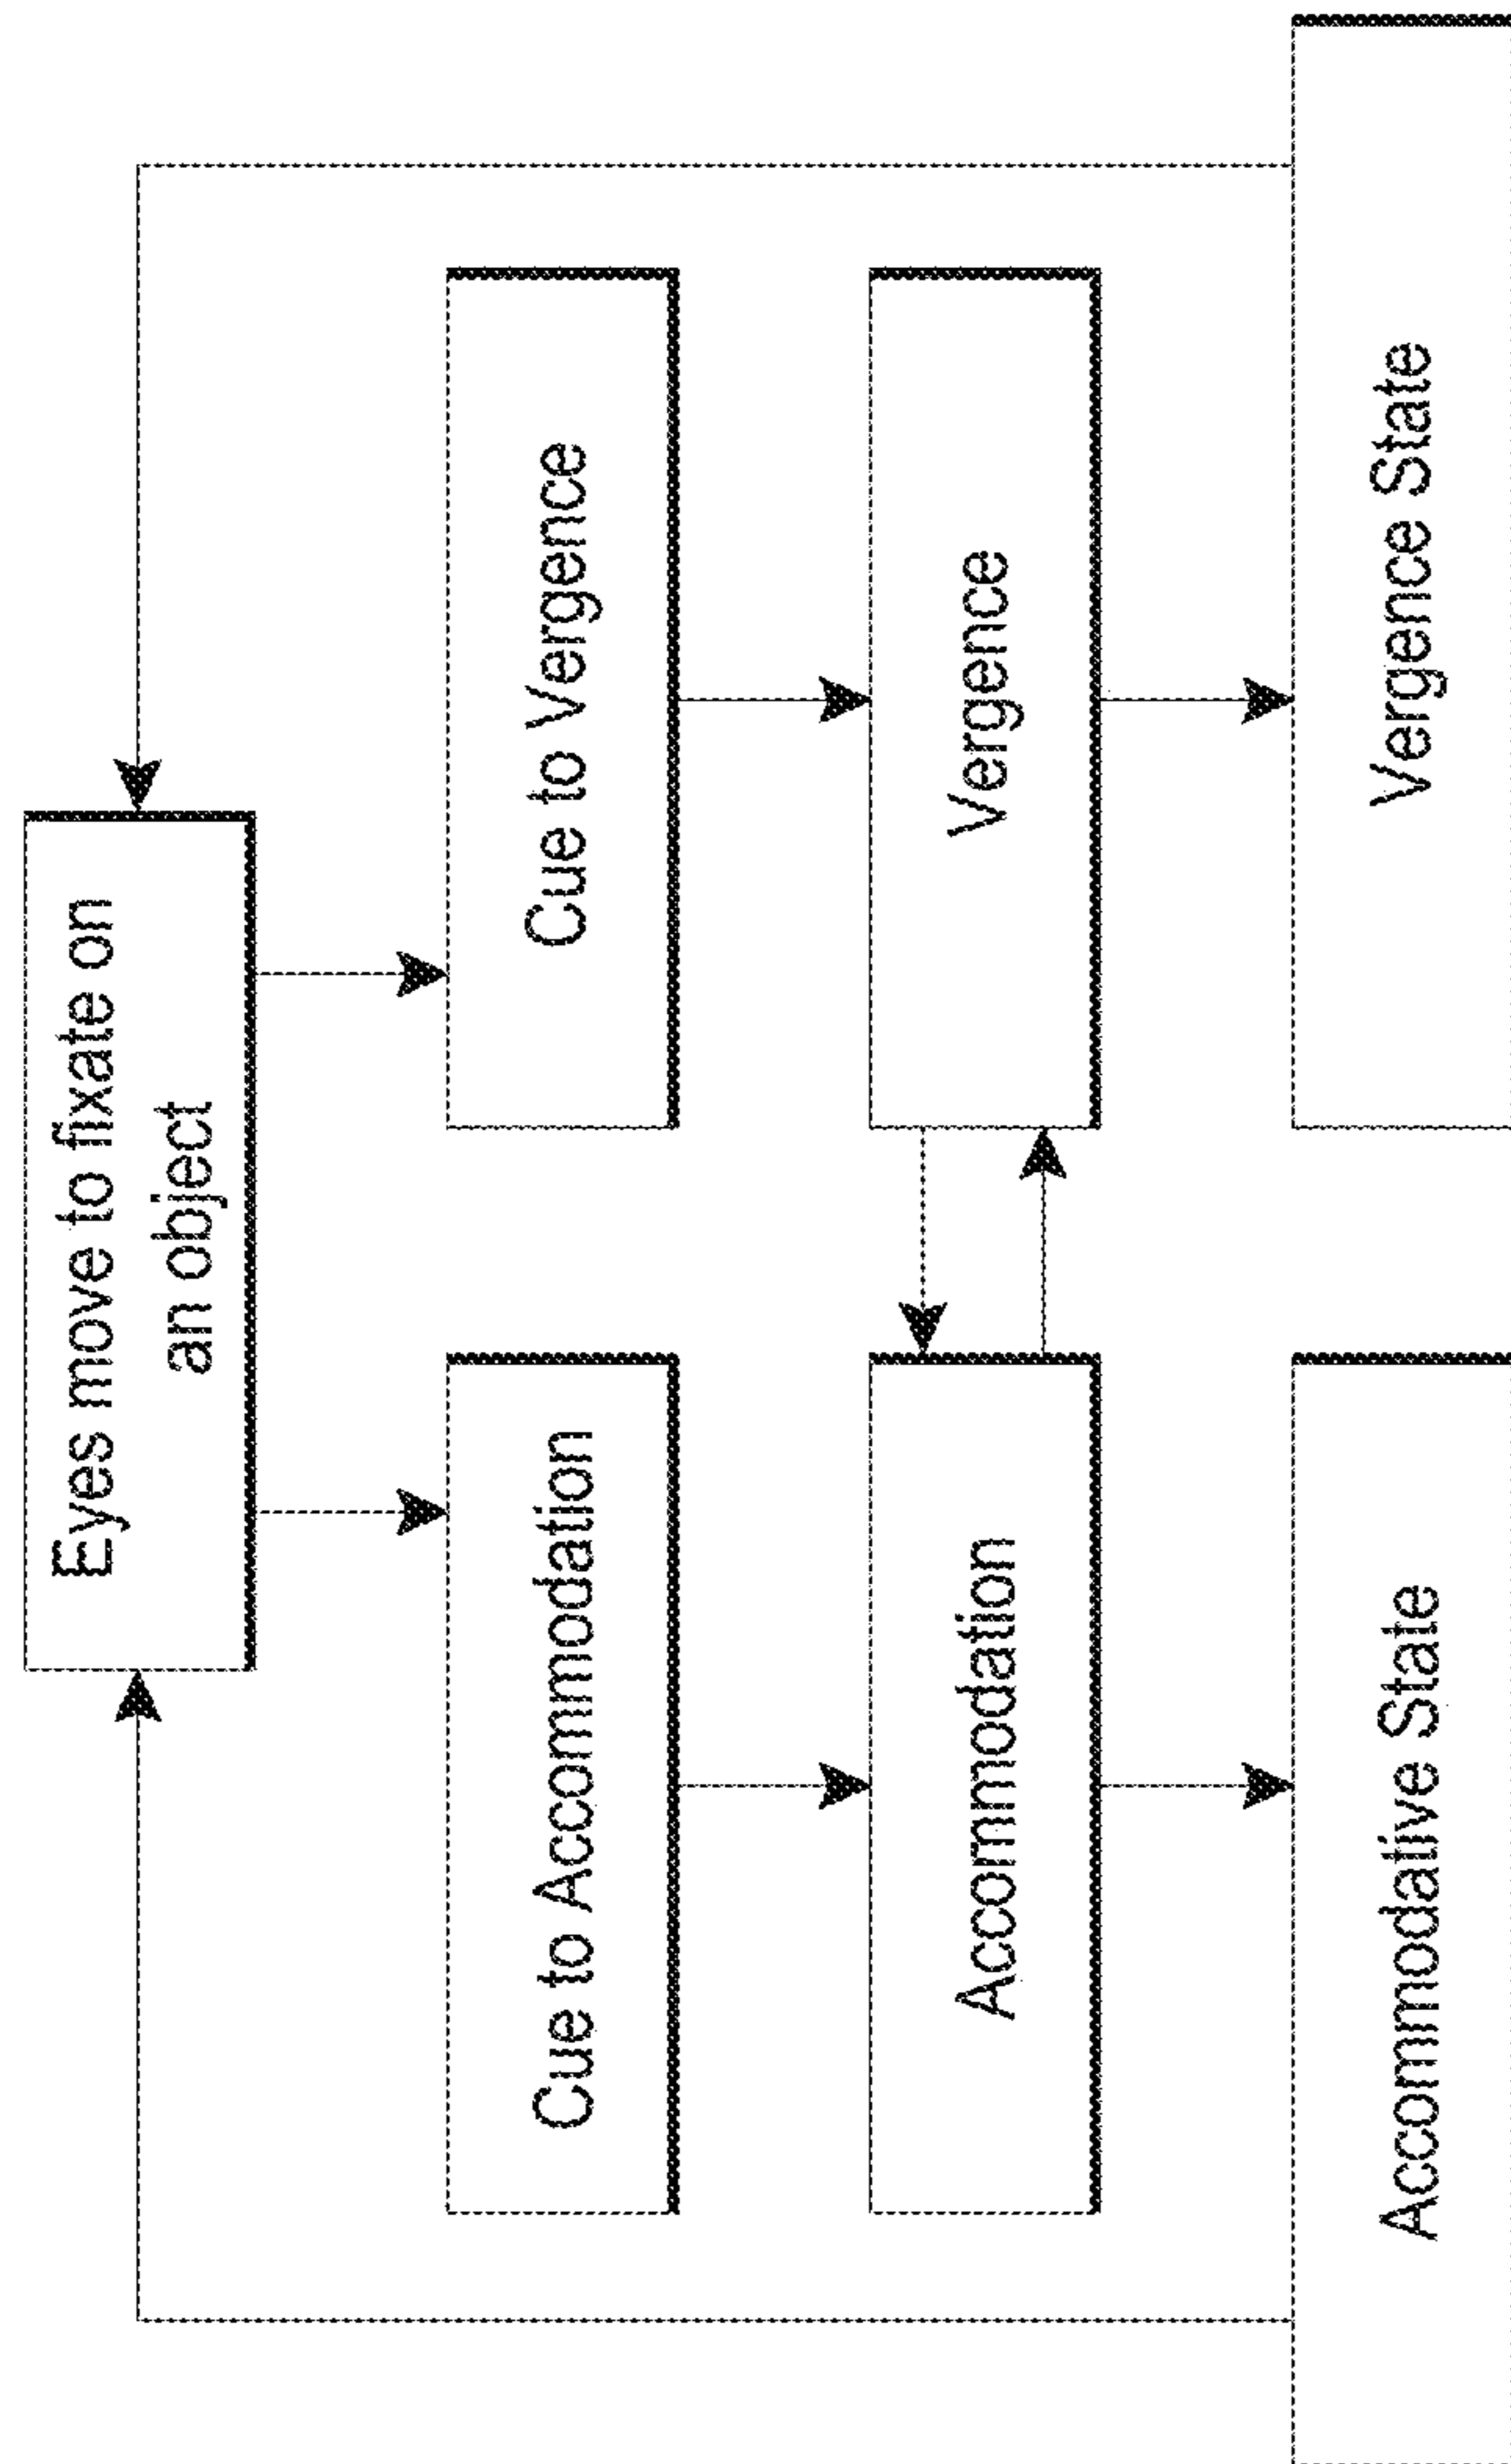 Eyes move to fixate on
an object
Cue to Accommodation
Cue to Vergence
Accommodation
Vergence
Accommodative State
Vergence State